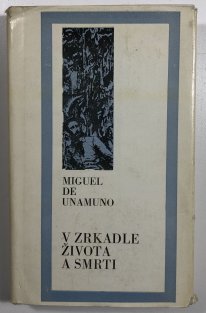 MIGUEL
DE
UNAMUNO
V ZRKADLE
ŽIVOTA
A SMRTI